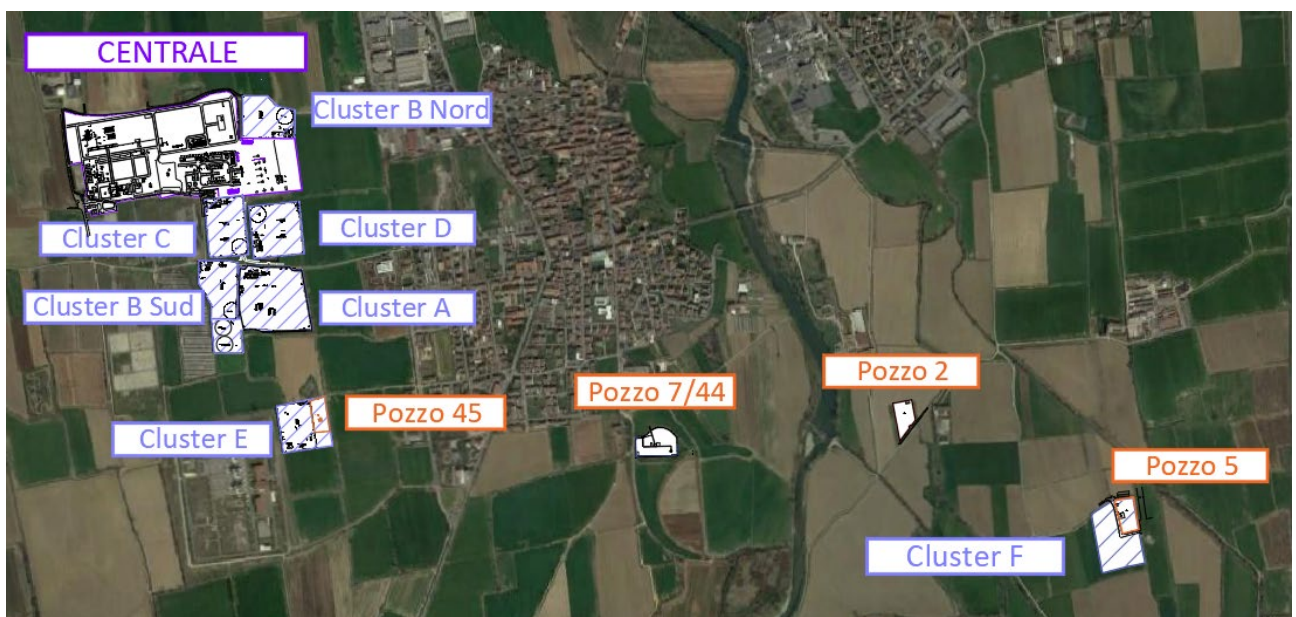 CENTRALE
Cluster B Nord
Cluster C
Cluster D
Cluster B Sud
Cluster A
Pozzo 2
Pozzo 7/44
Pozzo 45
Cluster E
Pozzo 5
Cluster F